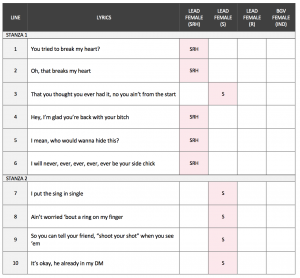 LINE LYRICS LEAD FEMALE (SRH) LEAD FEMALE (S) LEAD FEMALE (R) BGV FEMALE (IND)
STANZA 1
1 You tried to break my heart? SRH
2 Oh, that breaks my heart SRH
3 That you thought you ever had it, no you ain't from the start S
4 Hey, I'm glad you're back with your bitch SRH
5 I mean, who would wanna hide this? SRH
6 I will never, ever, ever, ever, ever be your side chick SRH
STANZA 2
7 I put the sing in single S
8 Ain't worried 'bout a ring on my finger S
9 So you can tell your friend, "shoot your shot" when you see 'em S
10 It's okay, he already in my DM S